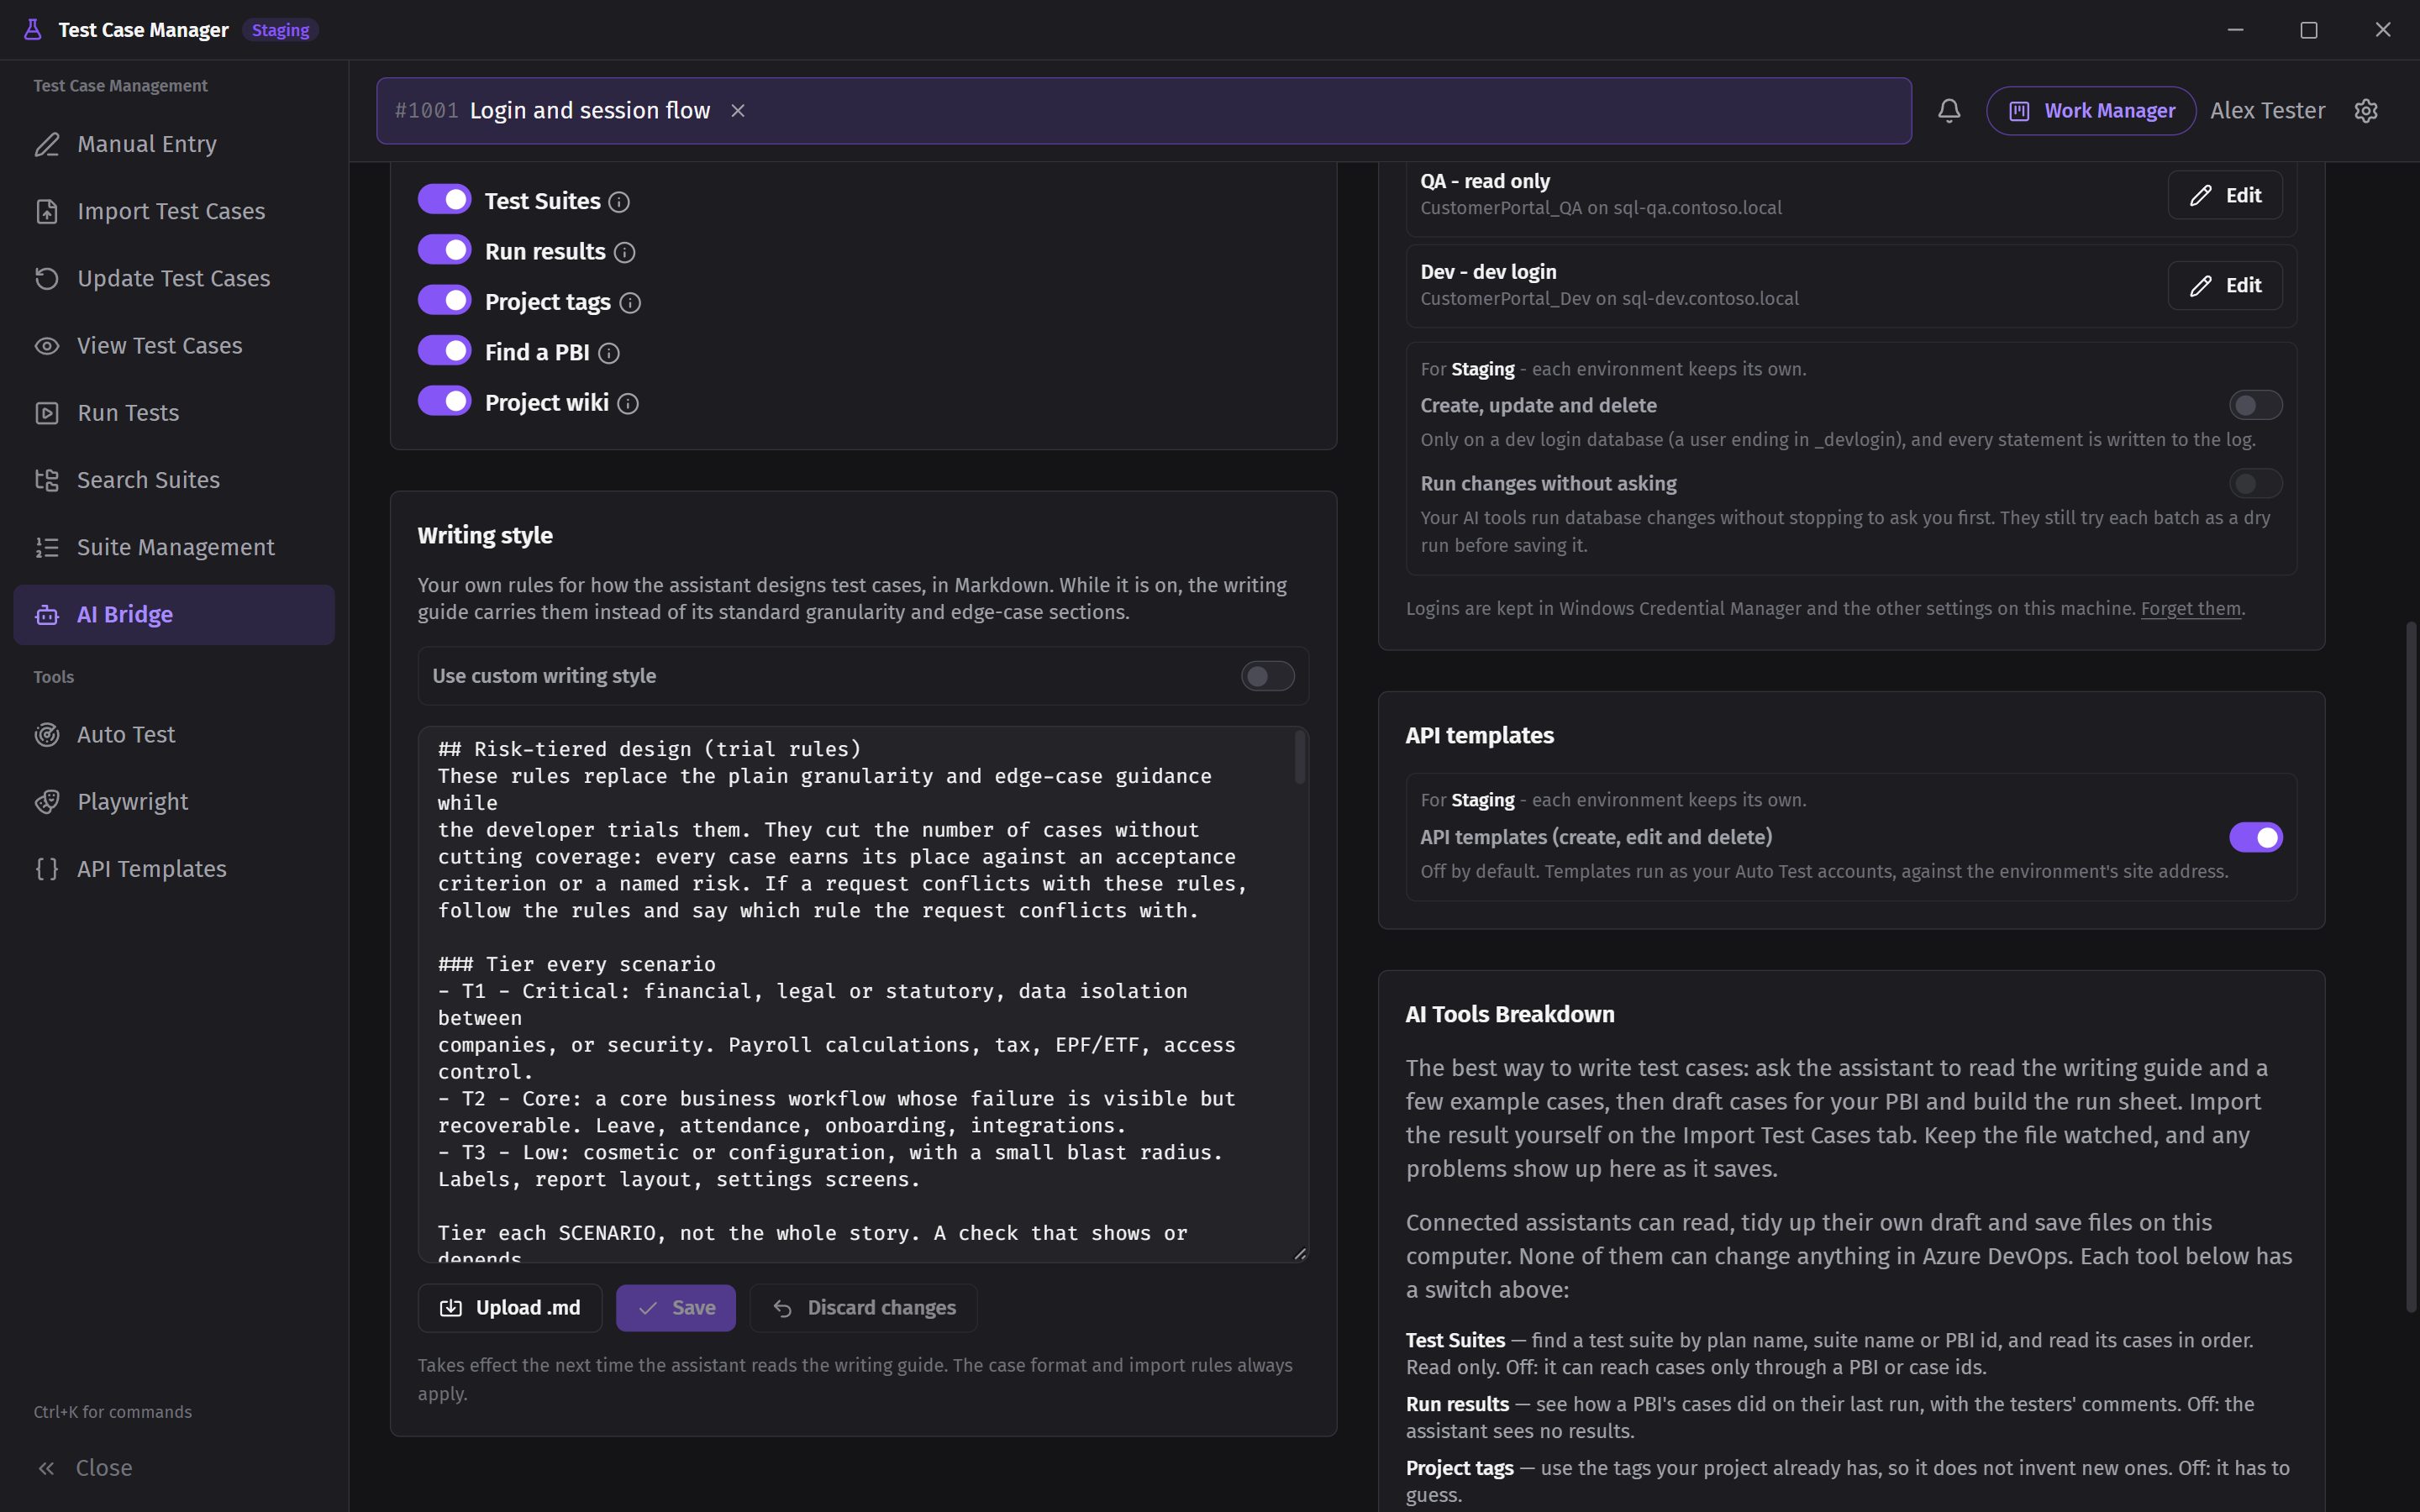 Test Case Manager Staging
Test Case Management
Manual Entry
Import Test Cases
Update Test Cases
View Test Cases
Run Tests
Search Suites
Suite Management
AI Bridge
Tools
Auto Test
Playwright
API Templates
Ctrl+K for commands
Close
#1001 Login and session flow
Work Manager
Alex Tester
Test Suites
Run results
Project tags
Find a PBI
Project wiki
Writing style
Your own rules for how the assistant designs test cases, in Markdown. While it is on, the writing
guide carries them instead of its standard granularity and edge-case sections.
Use custom writing style
## Risk-tiered design (trial rules)
These rules replace the plain granularity and edge-case guidance
while
the developer trials them. They cut the number of cases without
cutting coverage: every case earns its place against an acceptance
criterion or a named risk. If a request conflicts with these rules,
follow the rules and say which rule the request conflicts with.
### Tier every scenario
- T1 - Critical: financial, legal or statutory, data isolation
between
companies, or security. Payroll calculations, tax, EPF/ETF, access
control.
- T2 - Core: a core business workflow whose failure is visible but
recoverable. Leave, attendance, onboarding, integrations.
- T3 - Low: cosmetic or configuration, with a small blast radius.
Labels, report layout, settings screens.
Tier each SCENARIO, not the whole story. A check that shows or
depends
Upload .md
Save
Discard changes
Takes effect the next time the assistant reads the writing guide. The case format and import rules always
apply.
QA - read only
CustomerPortal_QA on sql-qa.contoso.local
Edit
Dev - dev login
CustomerPortal_Dev on sql-dev.contoso.local
Edit
For Staging - each environment keeps its own.
Create, update and delete
Only on a dev login database (a user ending in _devlogin), and every statement is written to the log.
Run changes without asking
Your AI tools run database changes without stopping to ask you first. They still try each batch as a dry
run before saving it.
Logins are kept in Windows Credential Manager and the other settings on this machine. Forget them.
API templates
For Staging - each environment keeps its own.
API templates (create, edit and delete)
Off by default. Templates run as your Auto Test accounts, against the environment's site address.
AI Tools Breakdown
The best way to write test cases: ask the assistant to read the writing guide and a
few example cases, then draft cases for your PBI and build the run sheet. Import
the result yourself on the Import Test Cases tab. Keep the file watched, and any
problems show up here as it saves.
Connected assistants can read, tidy up their own draft and save files on this
computer. None of them can change anything in Azure DevOps. Each tool below has
a switch above:
Test Suites — find a test suite by plan name, suite name or PBI id, and read its cases in order.
Read only. Off: it can reach cases only through a PBI or case ids.
Run results — see how a PBI's cases did on their last run, with the testers' comments. Off: the
assistant sees no results.
Project tags — use the tags your project already has, so it does not invent new ones. Off: it has to
guess.